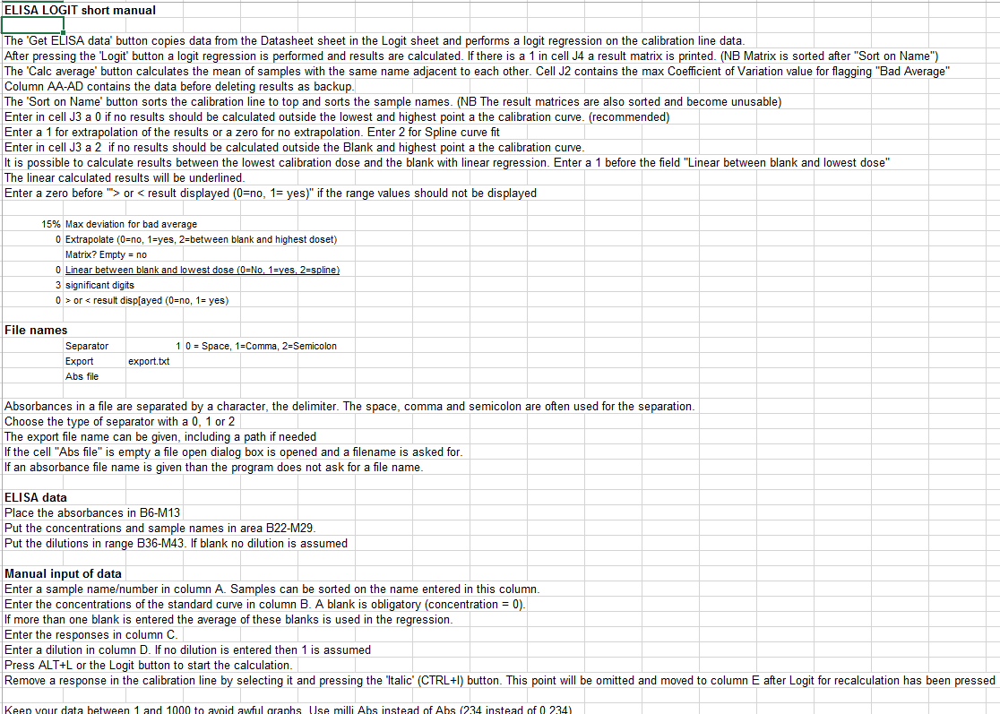 ELISA LOGIT short manual
The 'Get ELISA data' button copies data from the Datasheet sheet in the Logit sheet and performs a logit regression on the calibration line data.
After pressing the 'Logit' button a logit regression is performed and results are calculated. If there is a 1 in cell J4 a result matrix is printed. (NB Matrix is sorted after "Sort on Name")
The 'Calc average' button calculates the mean of samples with the same name adjacent to each other. Cell J2 contains the max Coefficient of Variation value for flagging "Bad Average"
Column AA-AD contains the data before deleting results as backup.
The 'Sort on Name' button sorts the calibration line to top and sorts the sample names. (NB The result matrices are also sorted and become unusable)
Enter in cell J3 a 0 if no results should be calculated outside the lowest and highest point a the calibration curve. (recommended)
Enter a 1 for extrapolation of the results or a zero for no extrapolation. Enter 2 for Spline curve fit
Enter in cell J3 a 2  if no results should be calculated outside the Blank and highest point a the calibration curve.
It is possible to calculate results between the lowest calibration dose and the blank with linear regression. Enter a 1 before the field "Linear between blank and lowest dose"
The linear calculated results will be underlined.
Enter a zero before "'> or < result displayed (0=no, 1= yes)" if the range values should not be displayed
15% Max deviation for bad average
0 Extrapolate (0=no, 1=yes, 2=between blank and highest doset)
Matrix? Empty = no
0 Linear between blank and lowest dose (0=No, 1=yes, 2=spline)
3 significant digits
0 > or < result disp[ayed (0=no, 1= yes)
File names
Separator 1 0 = Space, 1=Comma, 2=Semicolon
Export export.txt
Abs file
Absorbances in a file are separated by a character, the delimiter. The space, comma and semicolon are often used for the separation.
Choose the type of separator with a 0, 1 or 2
The export file name can be given, including a path if needed
If the cell "Abs file" is empty a file open dialog box is opened and a filename is asked for.
If an absorbance file name is given than the program does not ask for a file name.
ELISA data
Place the absorbances in B6-M13
Put the concentrations and sample names in area B22-M29.
Put the dilutions in range B36-M43. If blank no dilution is assumed
Manual input of data
Enter a sample name/number in column A. Samples can be sorted on the name entered in this column.
Enter the concentrations of the standard curve in column B. A blank is obligatory (concentration = 0).
If more than one blank is entered the average of these blanks is used in the regression.
Enter the responses in column C.
Enter a dilution in column D. If no dilution is entered then 1 is assumed
Press ALT+L or the Logit button to start the calculation.
Remove a response in the calibration line by selecting it and pressing the 'Italic' (CTRL+I) button. This point will be omitted and moved to column E after Logit for recalculation has been pressed
Keep your data between 1 and 1000 to avoid awful graphs. Use milli Abs instead of Abs (234 instead of 0.234)